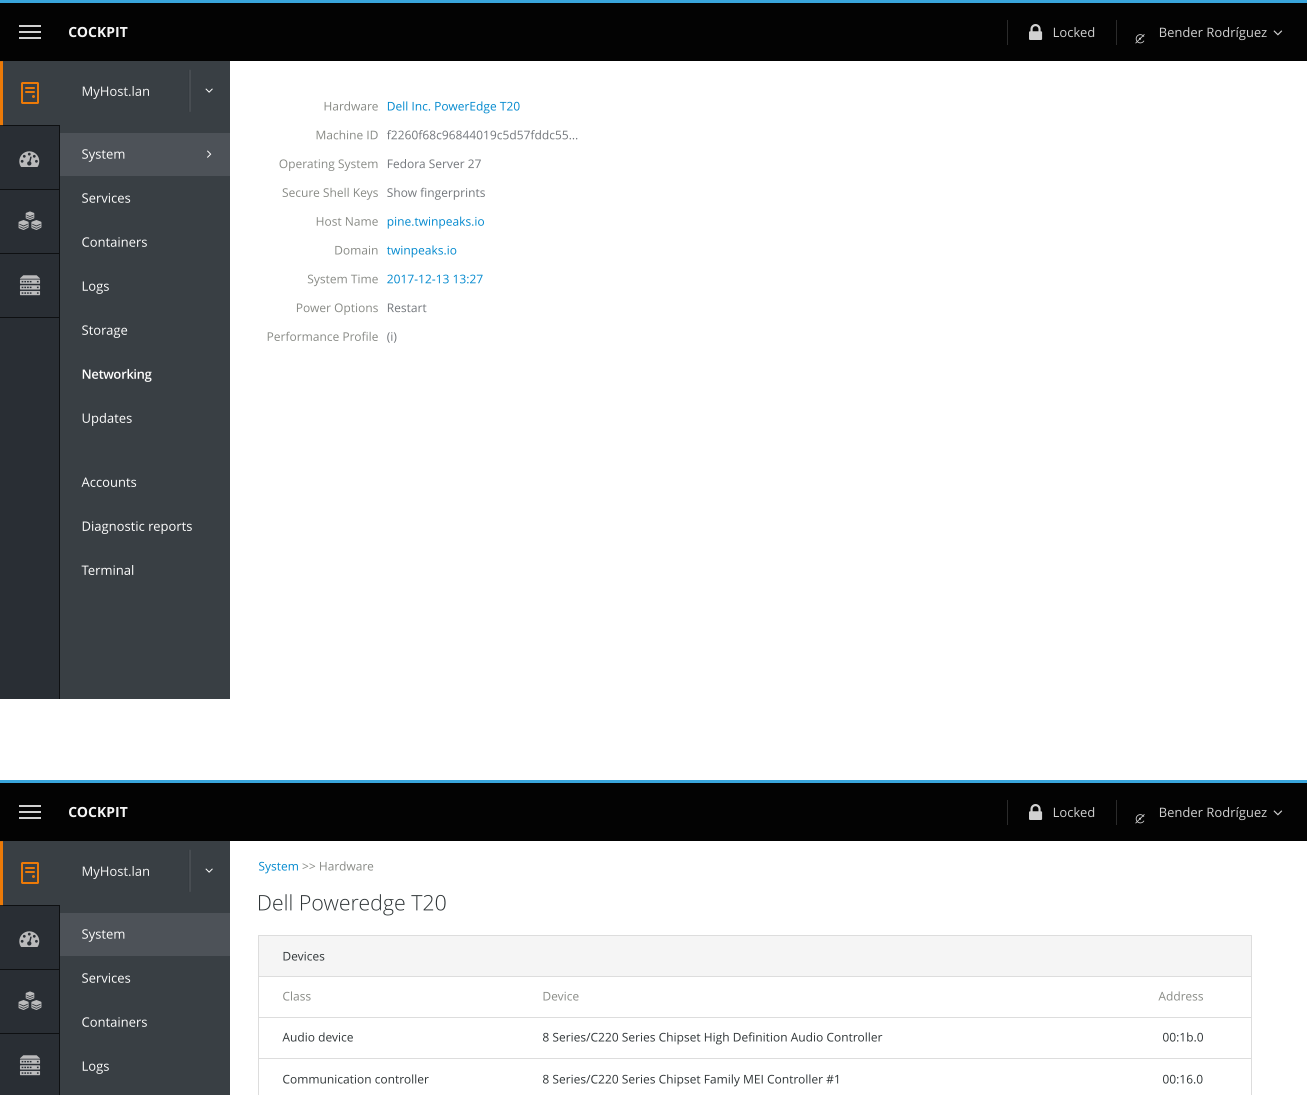 COCKPIT
Locked
Bender Rodríguez
MyHost.lan
System
Services
Containers
Logs
Storage
Networking
Updates
Accounts
Diagnostic reports
Terminal
Hardware Dell Inc. PowerEdge T20
Machine ID f2260f68c96844019c5d57fddc55...
Operating System Fedora Server 27
Secure Shell Keys Show fingerprints
Host Name pine.twinpeaks.io
Domain twinpeaks.io
System Time 2017-12-13 13:27
Power Options Restart
Performance Profile (i)
COCKPIT
Locked
Bender Rodríguez
MyHost.lan
System
Services
Containers
Logs
System >> Hardware
Dell Poweredge T20
Devices
Class Device Address
Audio device 8 Series/C220 Series Chipset High Definition Audio Controller 00:1b.0
Communication controller 8 Series/C220 Series Chipset Family MEI Controller #1 00:16.0